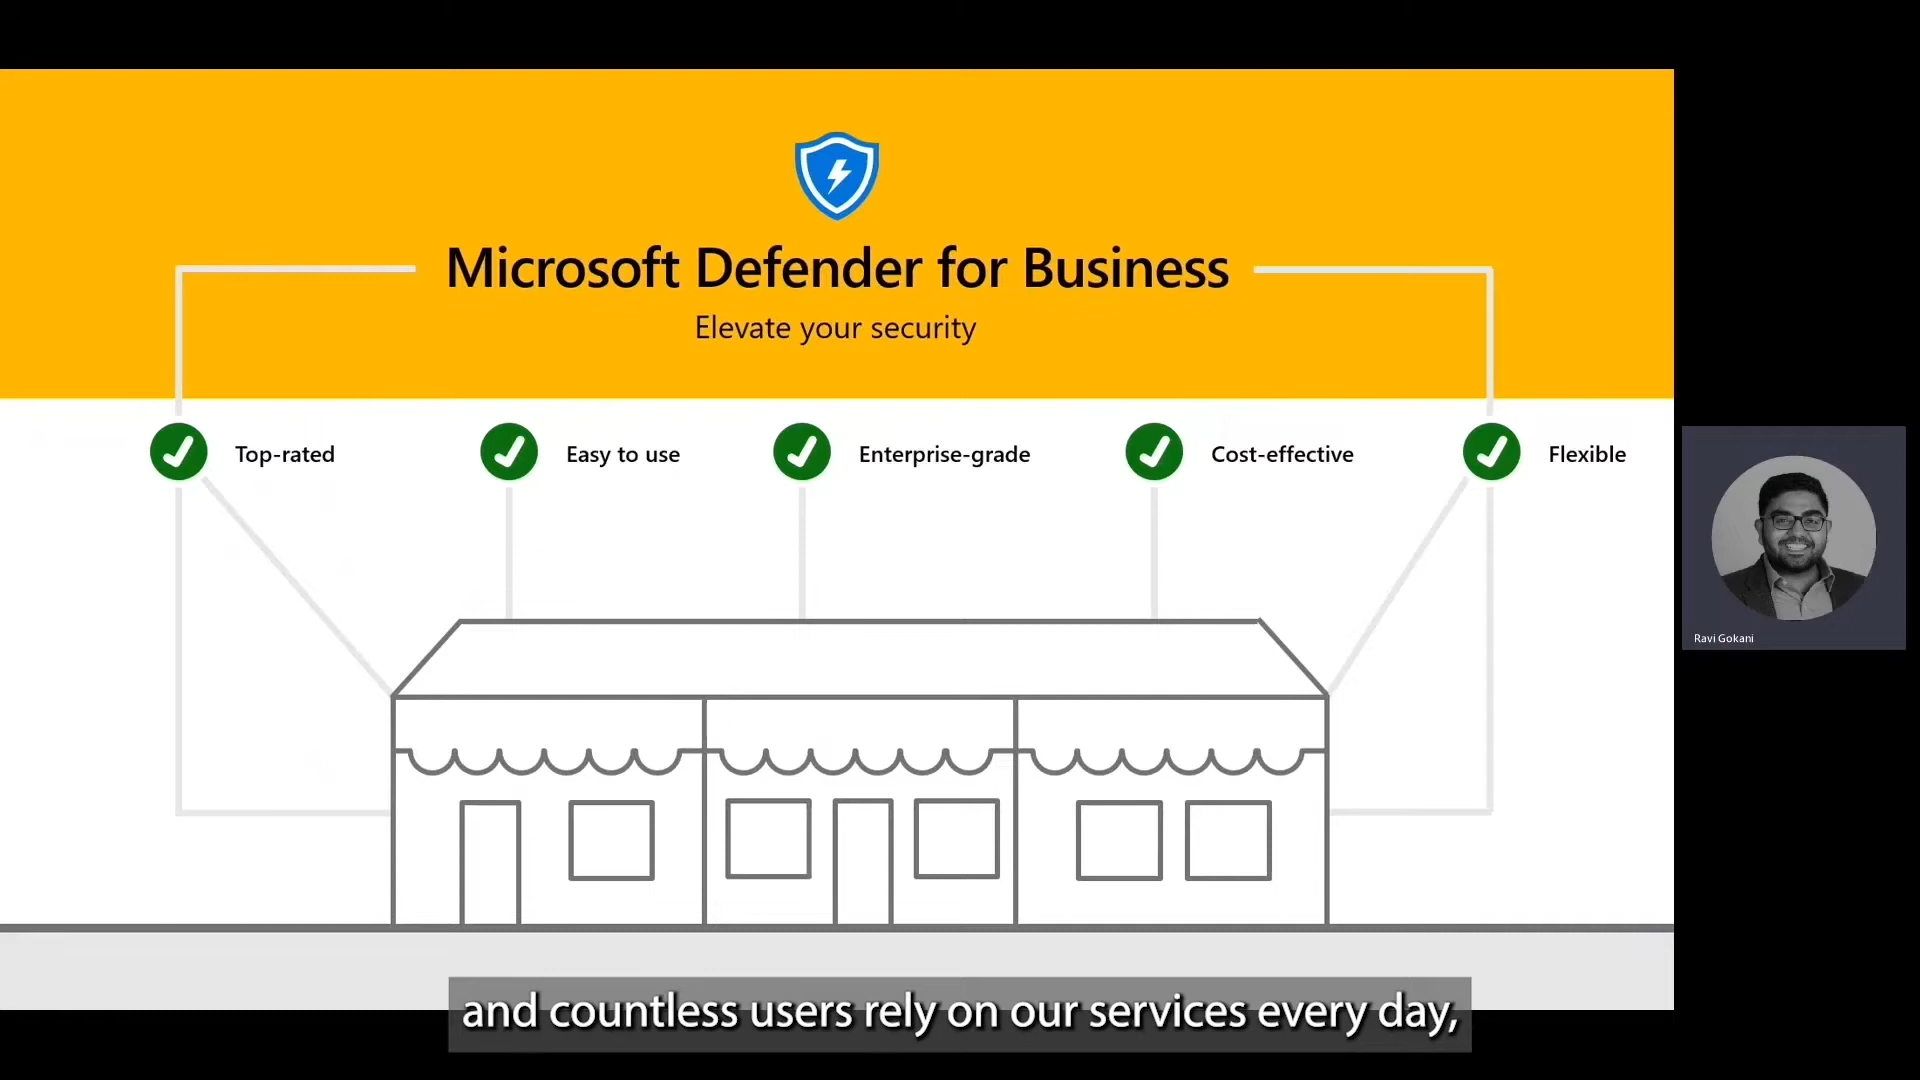 Microsoft Defender for Business
Elevate your security
Top-rated
Easy to use
Enterprise-grade
Cost-effective
Flexible
Ravi Gokani
and countless users rely on our services every day,